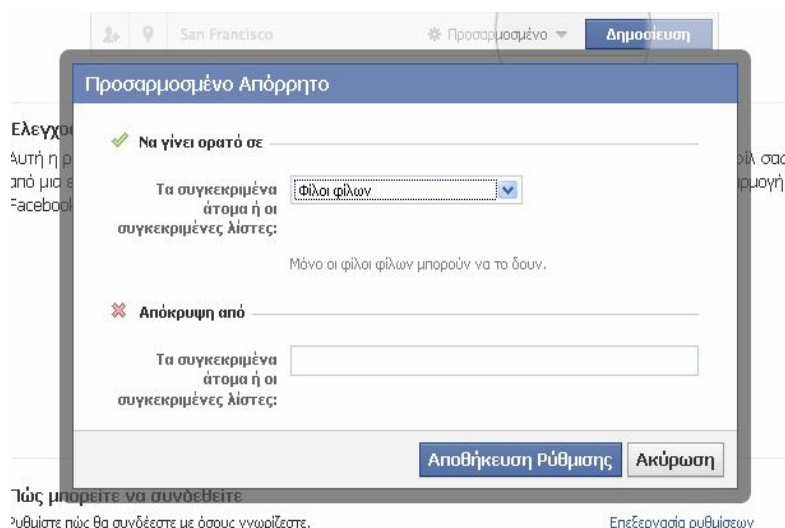 San Francisco Προσαρμοσμένο Δημοσίευση
Προσαρμοσμένο Απόρρητο
Αυτή η
από μια
Facebook
Να γίνει ορατό σε
Τα συγκεκριμένα
άτομα ή οι
συγκεκριμένες λίστες:
Φίλοι φίλων
Μόνο οι φίλοι φίλων μπορούν να το δουν.
Απόκρυψη από
Τα συγκεκριμένα
άτομα ή οι
συγκεκριμένες λίστες:
Αποθήκευση Ρύθμισης Ακύρωση
Πώς μπορείτε να συνδεθείτε
Ρυθμίστε πώς θα συνδέεστε με όσους γνωρίζετε. Επεξεργασία ρυθμίσεων